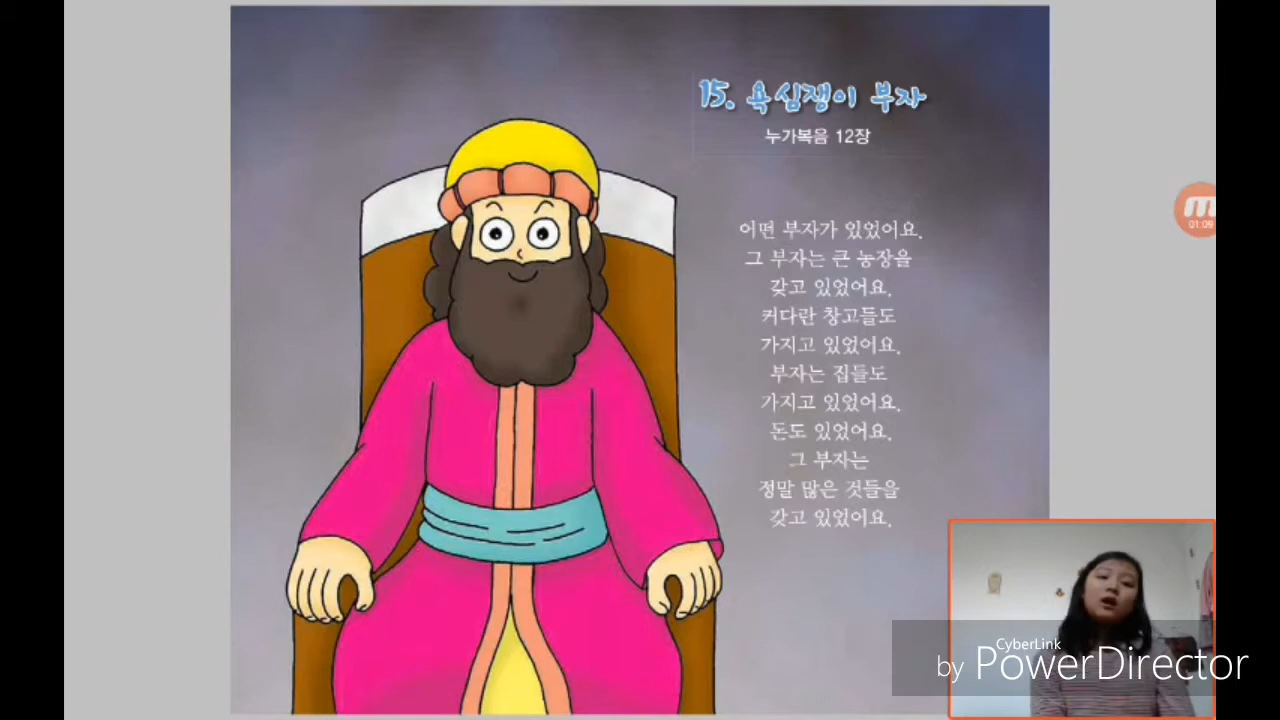 15. 욕심쟁이 부자
누가복음 12장
어떤 부자가 있었어요.
그 부자는 큰 농장을
갖고 있었어요.
커다란 창고들도
가지고 있었어요.
부자는 집들도
가지고 있었어요.
돈도 있었어요.
그 부자는
정말 많은 것들을
갖고 있었어요.
m
01:09
CyberLink
by PowerDirector